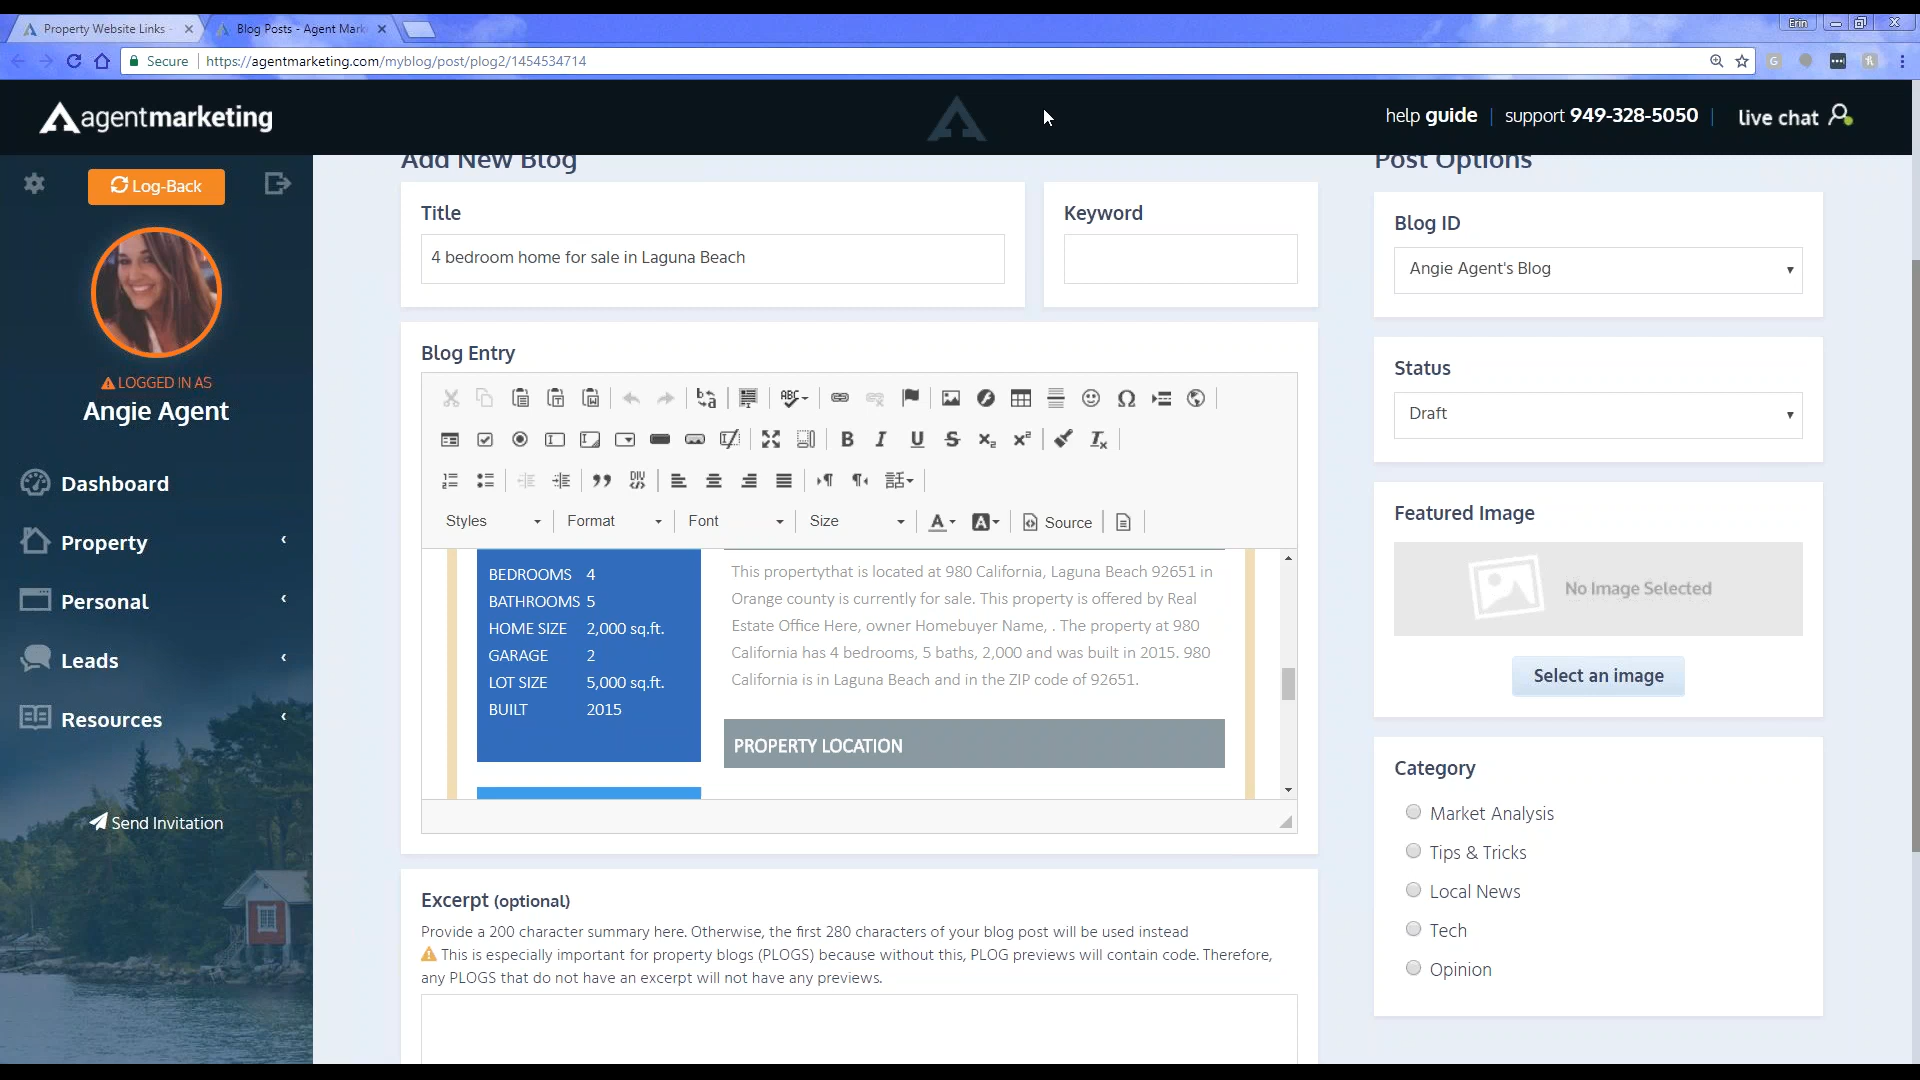 Property Website Links -
Blog Posts - Agent Mark
Erin
Secure
https://agentmarketing.com/myblog/post/plog2/1454534714
agentmarketing
help guide
support 949-328-5050
live chat
Log-Back
LOGGED IN AS
Angie Agent
Dashboard
Property
Personal
Leads
Resources
Send Invitation
Add New Blog
Title
4 bedroom home for sale in Laguna Beach
Keyword
Blog Entry
Styles
Format
Font
Size
Source
BEDROOMS 4
BATHROOMS 5
HOME SIZE 2,000 sq.ft.
GARAGE 2
LOT SIZE 5,000 sq.ft.
BUILT 2015
This propertythat is located at 980 California, Laguna Beach 92651 in
Orange county is currently for sale. This property is offered by Real
Estate Office Here, owner Homebuyer Name, . The property at 980
California has 4 bedrooms, 5 baths, 2,000 and was built in 2015. 980
California is in Laguna Beach and in the ZIP code of 92651.
PROPERTY LOCATION
Excerpt (optional)
Provide a 200 character summary here. Otherwise, the first 280 characters of your blog post will be used instead
This is especially important for property blogs (PLOGS) because without this, PLOG previews will contain code. Therefore,
any PLOGS that do not have an excerpt will not have any previews.
Post Options
Blog ID
Angie Agent's Blog
Status
Draft
Featured Image
No Image Selected
Select an image
Category
Market Analysis
Tips & Tricks
Local News
Tech
Opinion